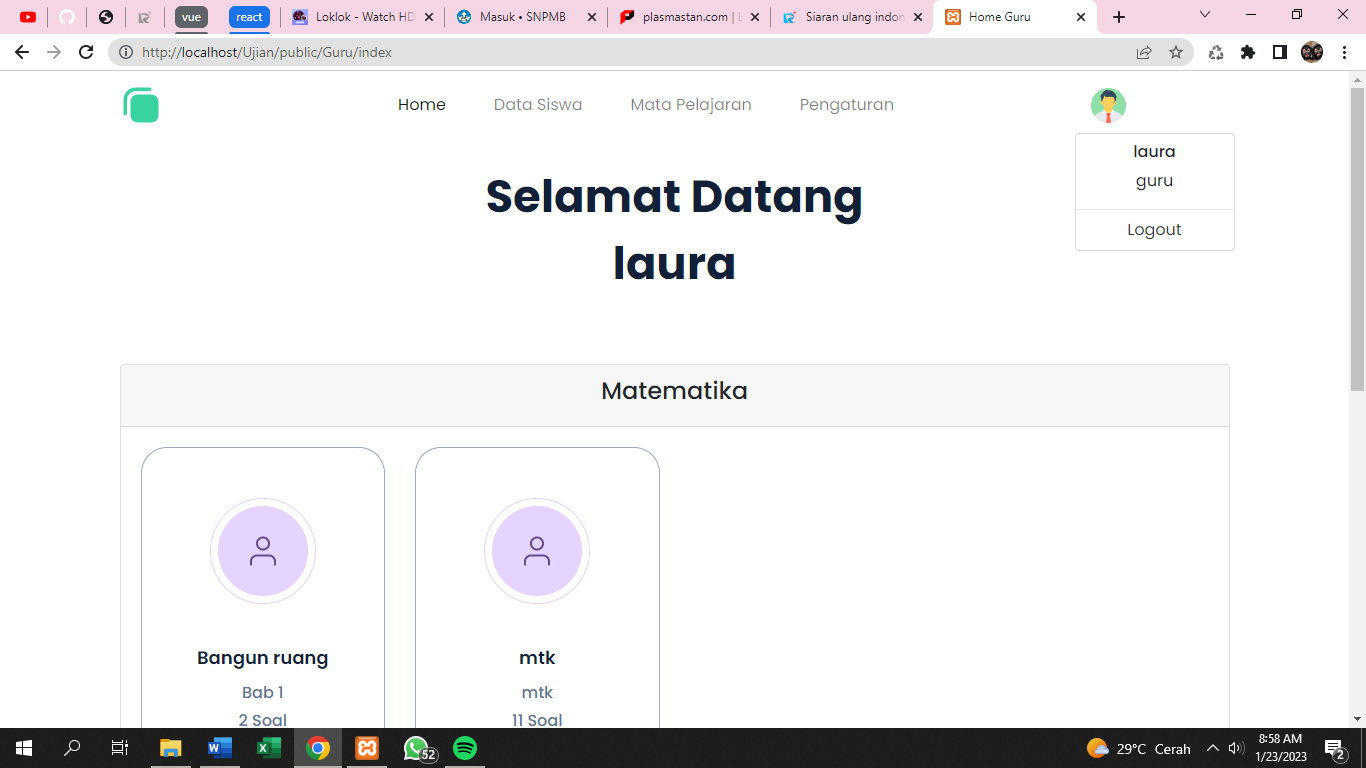 vue
react
Loklok - Watch HD
Masuk • SNPMB
plasmastan.com | L
Siaran ulang indon
Home Guru
http://localhost/Ujian/public/Guru/index
Home
Data Siswa
Mata Pelajaran
Pengaturan
laura
guru
Logout
Selamat Datang
laura
Matematika
Bangun ruang
Bab 1
2 Soal
mtk
mtk
11 Soal
52
29°C Cerah
8:58 AM
1/23/2023
2